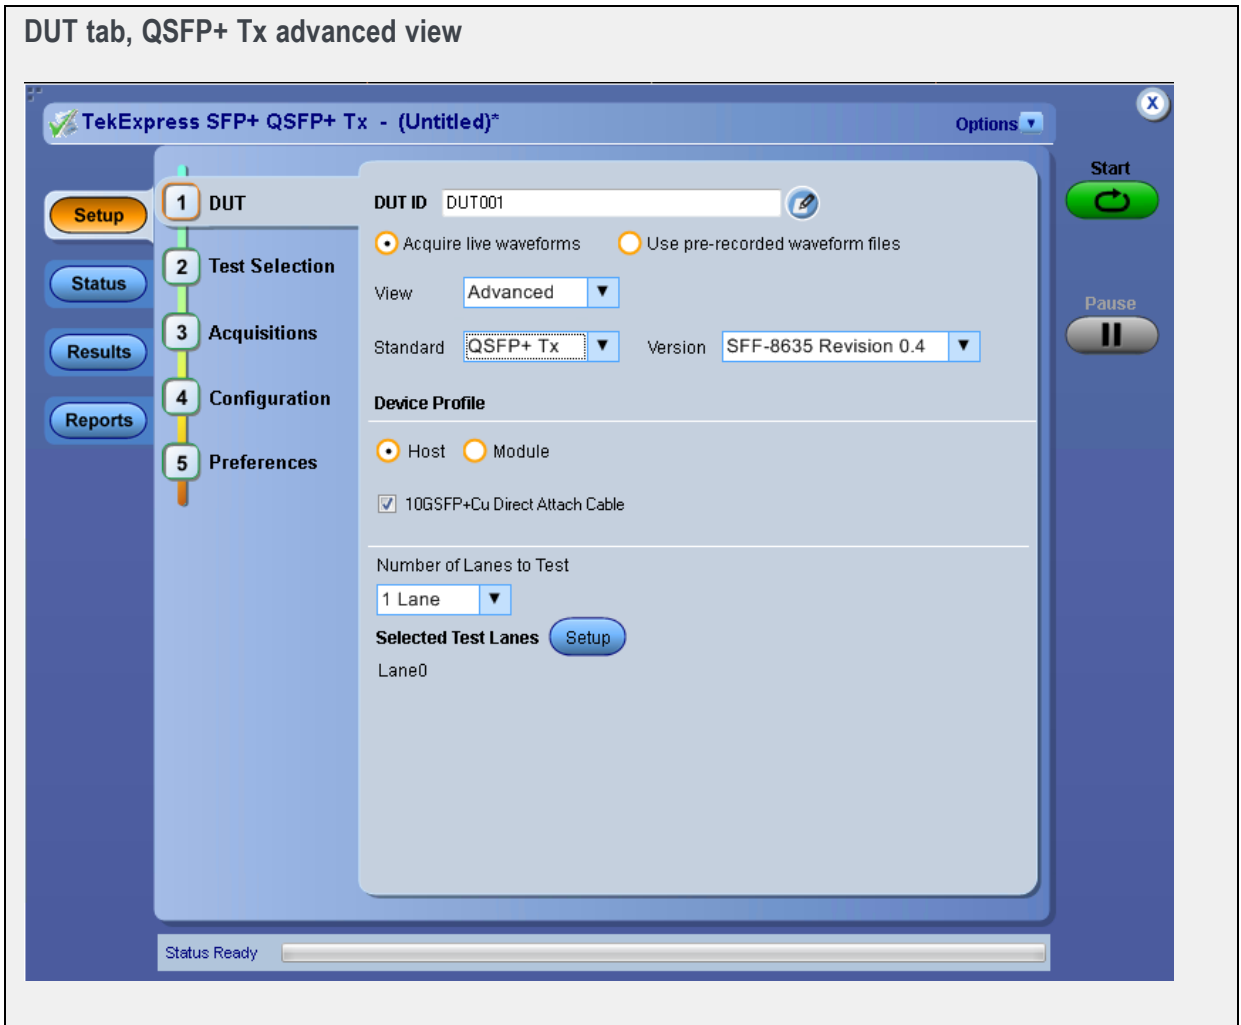 DUT tab, QSFP+ Tx advanced view
X
TekExpress SFP+ QSFP+ Tx - (Untitled)*
Options
Start
Setup
1 DUT
DUT ID DUT001
Acquire live waveforms Use pre-recorded waveform files
Status
2 Test Selection
View Advanced
Pause
Results
3 Acquisitions
Standard QSFP+ Tx Version SFF-8635 Revision 0.4
Reports
4 Configuration
Device Profile
5 Preferences
Host Module
10GSFP+Cu Direct Attach Cable
Number of Lanes to Test
1 Lane
Selected Test Lanes Setup
Lane0
Status Ready